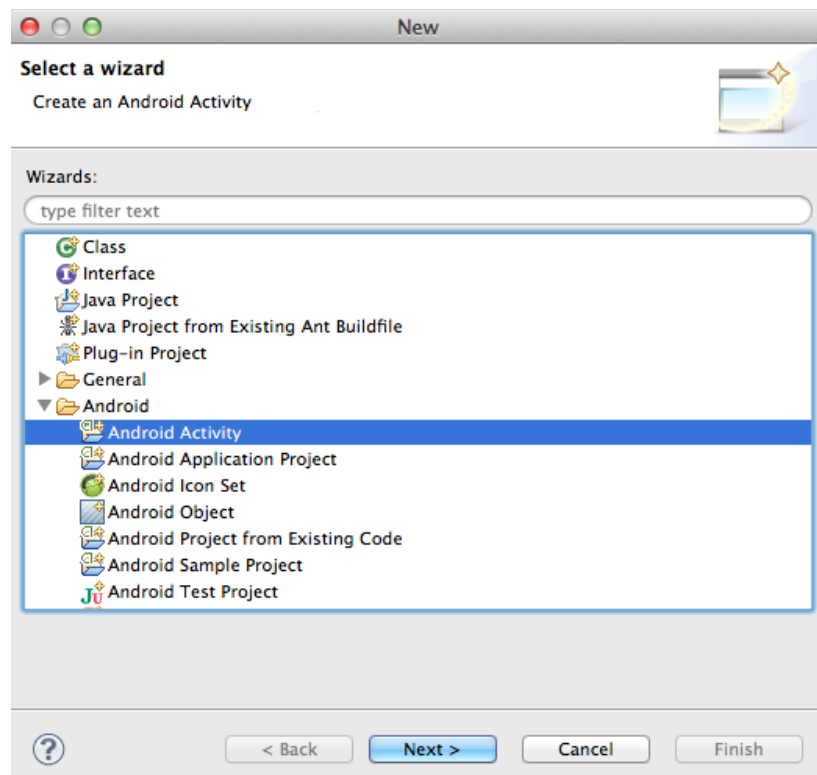 New
Select a wizard
Create an Android Activity
Wizards:
type filter text
Class
Interface
Java Project
Java Project from Existing Ant Buildfile
Plug-in Project
General
Android
Android Activity
Android Application Project
Android Icon Set
Android Object
Android Project from Existing Code
Android Sample Project
Android Test Project
? < Back Next > Cancel Finish